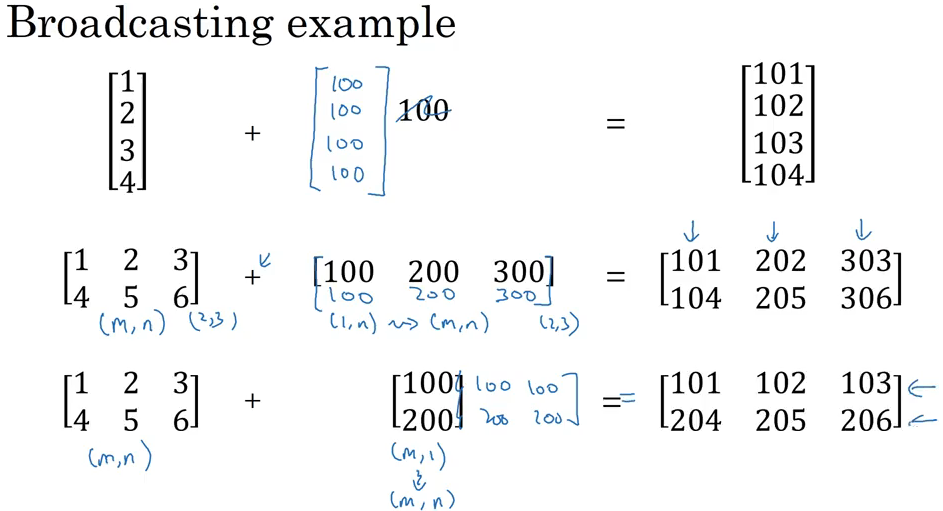 Broadcasting example
[1 2 3 4] + [100 100 100 100] 100 = [101 102 103 104]
[1 2 3 + [100 200 300] = [101 202 303
4 5 6] [100 200 300] 104 205 306]
(m,n) (2,3) (1,n) ⇝ (m,n) (2,3)
[1 2 3 + [100] 100 100 = = [101 102 103 ←
4 5 6] [200] 200 200 204 205 206] ←
(m,n) (m,1)
↓
(m,n)